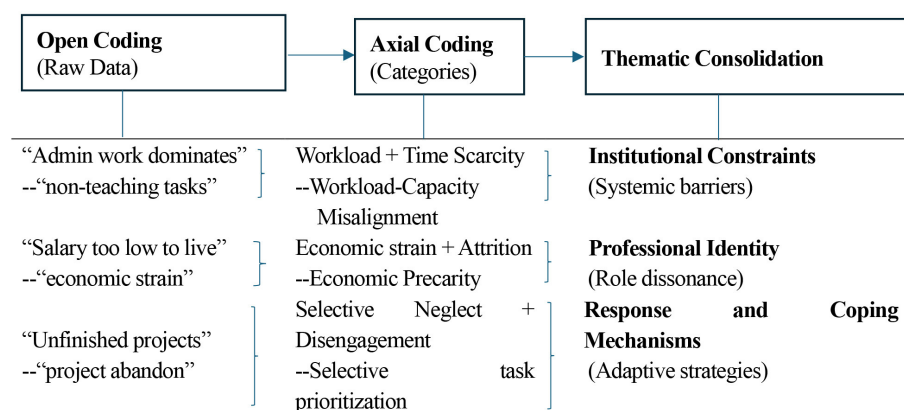 Open Coding
(Raw Data)
Axial Coding
(Categories)
Thematic Consolidation
“Admin work dominates”
--“non-teaching tasks”
Workload + Time Scarcity
--Workload-Capacity
Misalignment
Institutional Constraints
(Systemic barriers)
“Salary too low to live”
--“economic strain”
Economic strain + Attrition
--Economic Precarity
Professional Identity
(Role dissonance)
“Unfinished projects”
--“project abandon”
Selective Neglect +
Disengagement
--Selective task
prioritization
Response and Coping
Mechanisms
(Adaptive strategies)